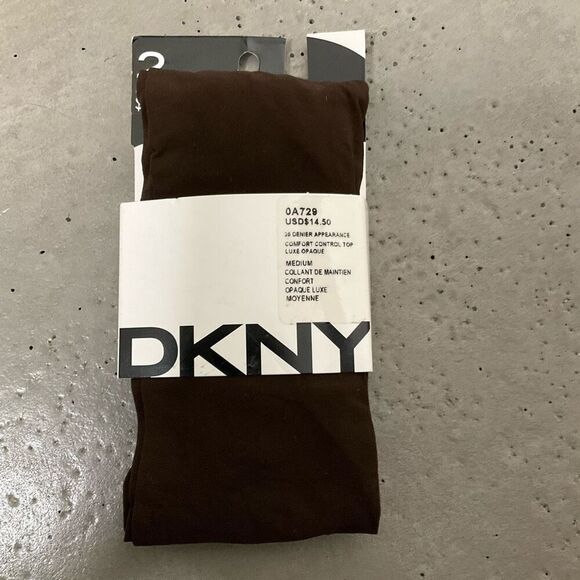 0A729
USD$14.50
DENIER APPEARANCE
COMFORT CONTROL TOP
LUXE OPAQUE
MEDIUM
COLLANT DE MAINTIEN
CONFORT
OPAQUE LUXE
MOYENNE
DKNY